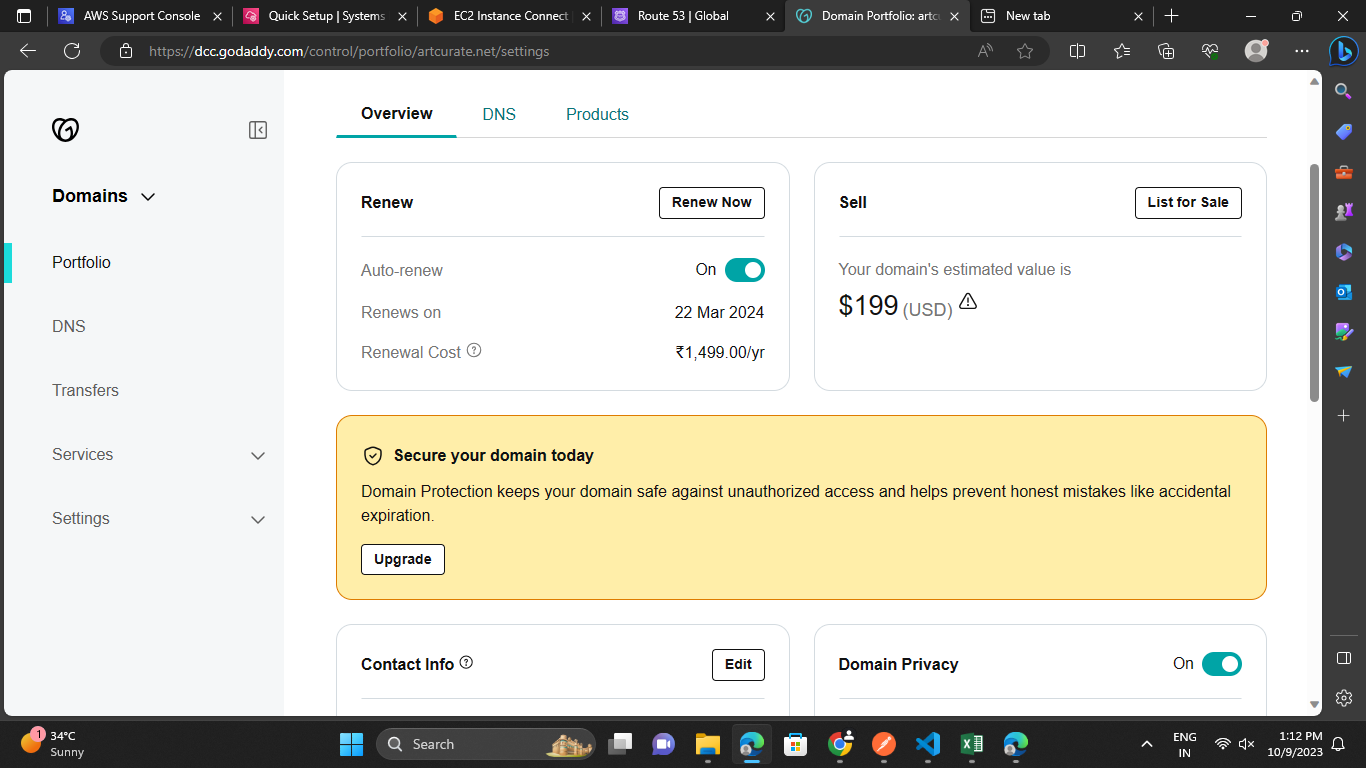 AWS Support Console
Quick Setup | Systems
EC2 Instance Connect
Route 53 | Global
Domain Portfolio: artcu
New tab
https://dcc.godaddy.com/control/portfolio/artcurate.net/settings
Domains
Portfolio
DNS
Transfers
Services
Settings
Overview
DNS
Products
Renew
Renew Now
Auto-renew
On
Renews on
22 Mar 2024
Renewal Cost
₹1,499.00/yr
Sell
List for Sale
Your domain's estimated value is
$199 (USD)
Secure your domain today
Domain Protection keeps your domain safe against unauthorized access and helps prevent honest mistakes like accidental
expiration.
Upgrade
Contact Info
Edit
Domain Privacy
On
1
34°C
Sunny
Search
ENG
IN
1:12 PM
10/9/2023